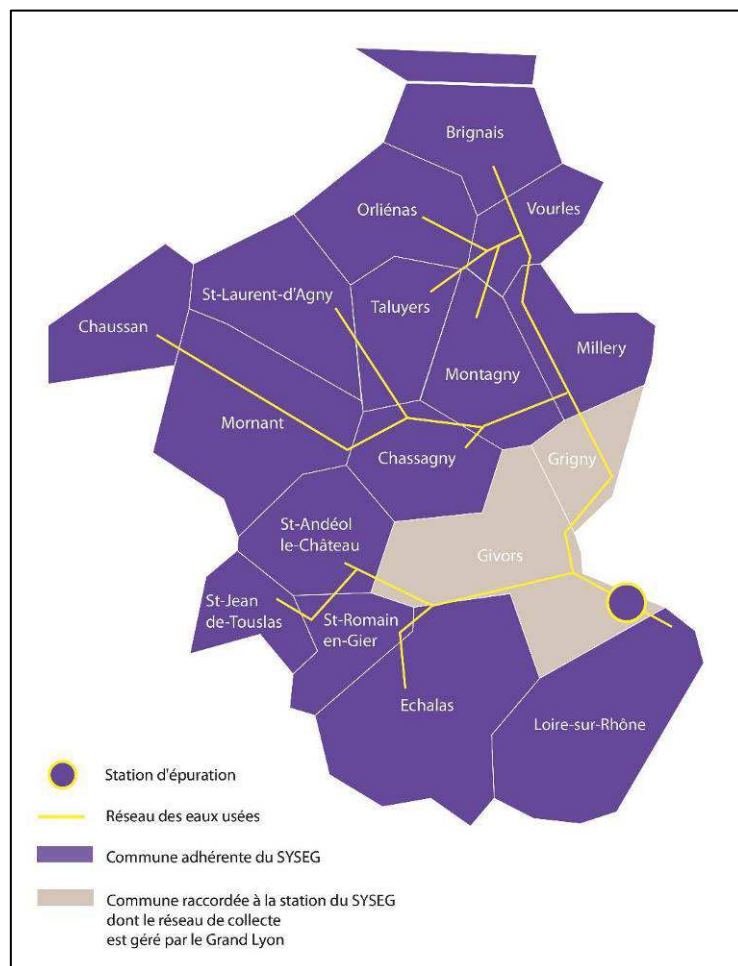 Brignais
Orliénas
Vourles
St-Laurent-d'Agny
Taluyers
Chaussan
Millery
Montagny
Mornant
Chassagny
Grigny
St-Andéol
le-Château
Givors
St-Jean
de-Touslas
St-Romain
en-Gier
Echalas
Loire-sur-Rhône
Station d'épuration
Réseau des eaux usées
Commune adhérente du SYSEG
Commune raccordée à la station du SYSEG
dont le réseau de collecte
est géré par le Grand Lyon